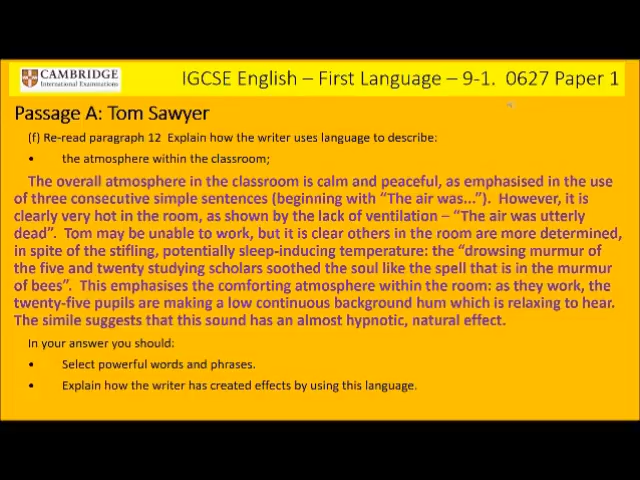 CAMBRIDGE
International Examinations
IGCSE English – First Language – 9-1. 0627 Paper 1
Passage A: Tom Sawyer
(f) Re-read paragraph 12 Explain how the writer uses language to describe:
• the atmosphere within the classroom;
The overall atmosphere in the classroom is calm and peaceful, as emphasised in the use
of three consecutive simple sentences (beginning with “The air was...”). However, it is
clearly very hot in the room, as shown by the lack of ventilation – “The air was utterly
dead”. Tom may be unable to work, but it is clear others in the room are more determined,
in spite of the stifling, potentially sleep-inducing temperature: the “drowsing murmur of
the five and twenty studying scholars soothed the soul like the spell that is in the murmur
of bees”. This emphasises the comforting atmosphere within the room: as they work, the
twenty-five pupils are making a low continuous background hum which is relaxing to hear.
The simile suggests that this sound has an almost hypnotic, natural effect.
In your answer you should:
• Select powerful words and phrases.
• Explain how the writer has created effects by using this language.